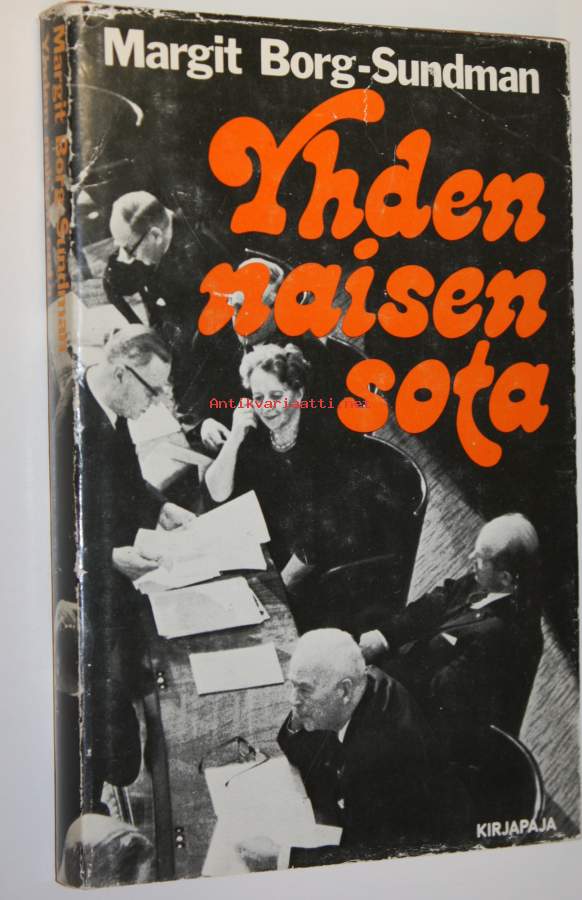 Margit Borg-Sundman
Yhden
naisen
sota
Antikvariaatti.Net
KIRJAPAJA
Margit Borg-Sundman